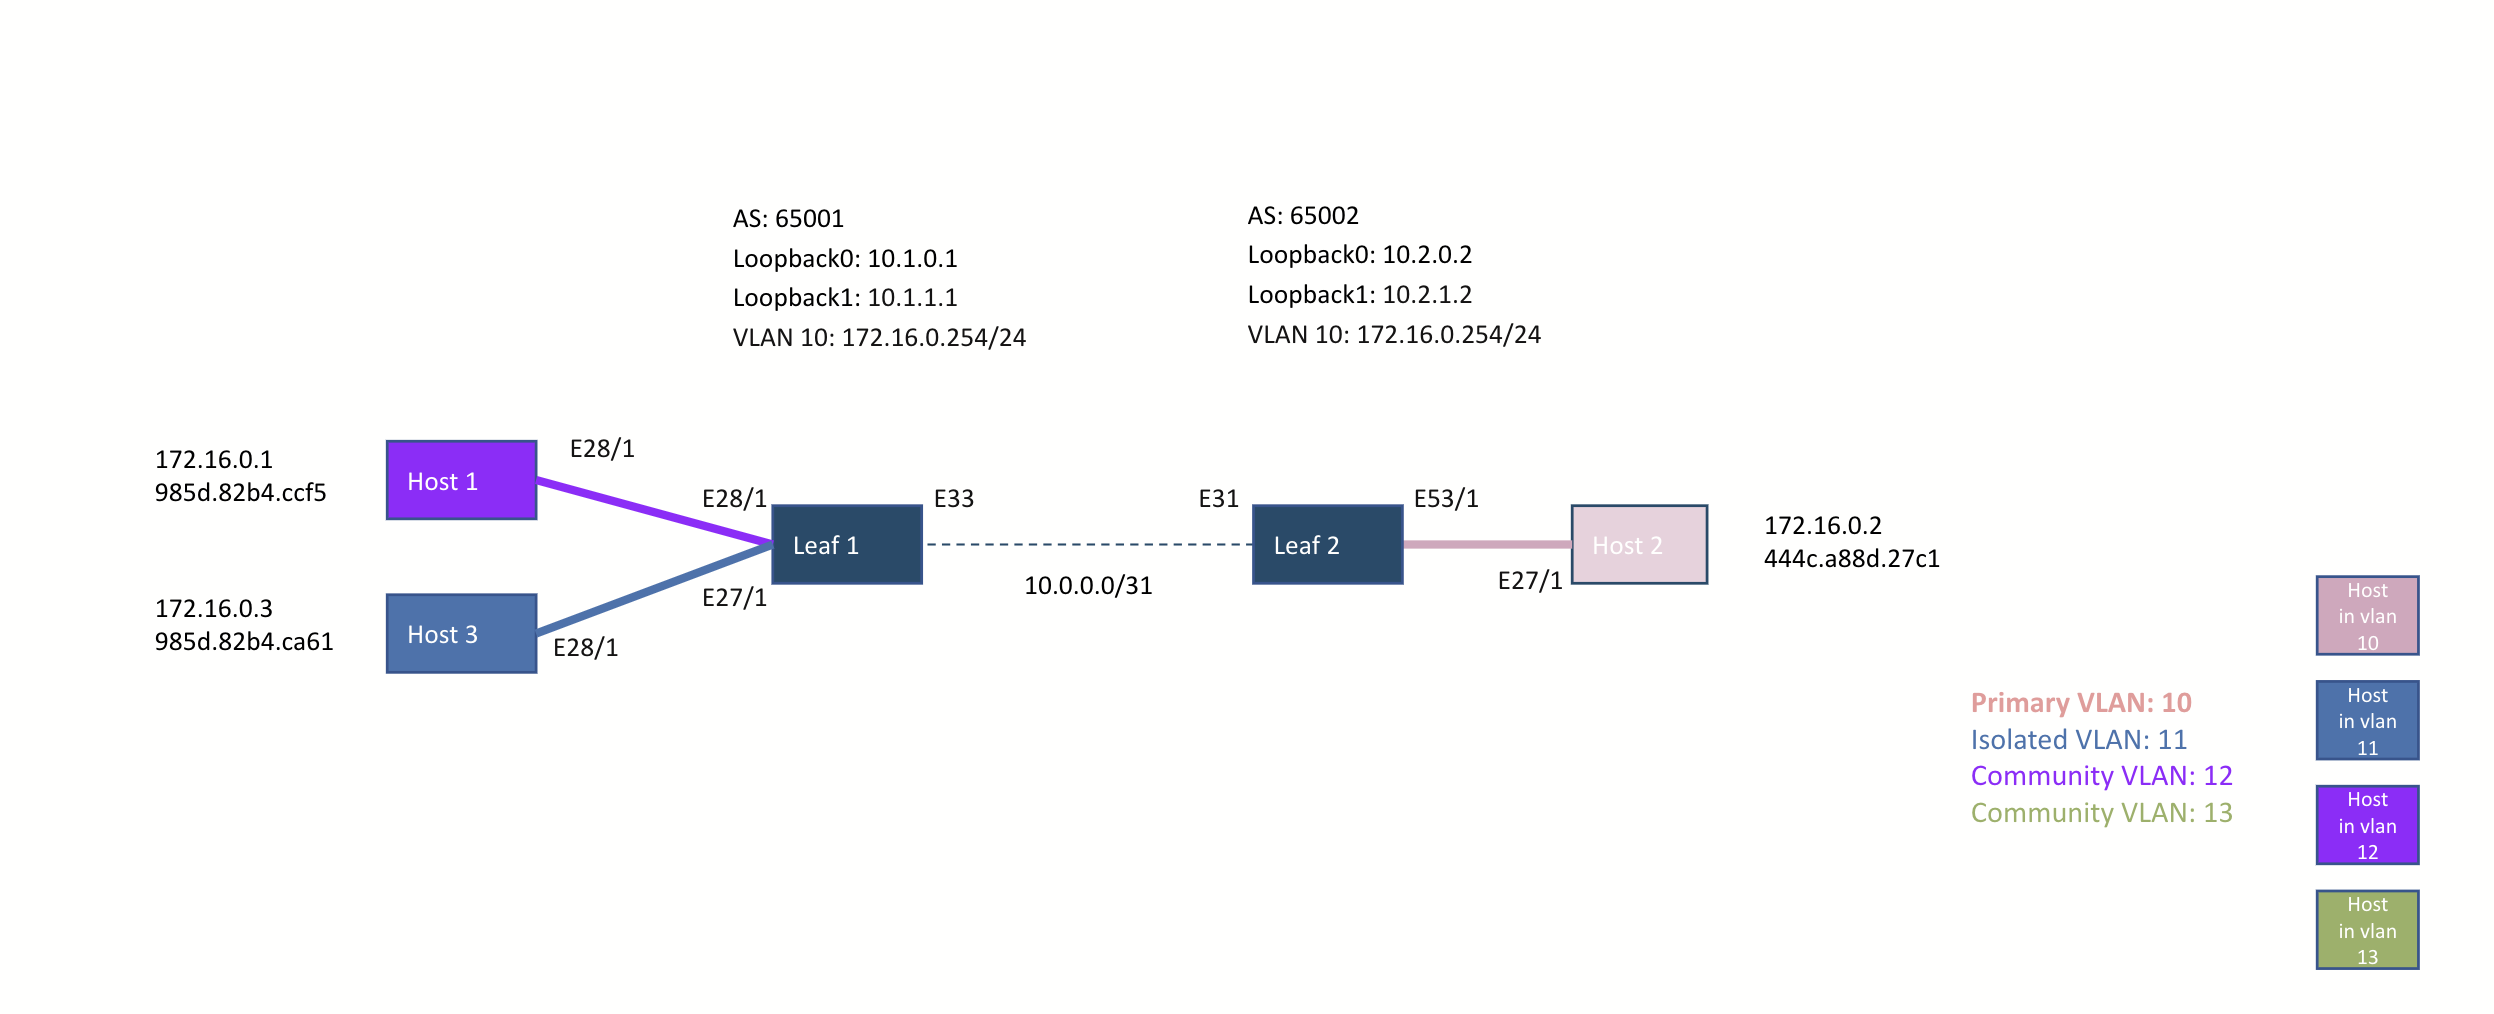 AS: 65001
Loopback0: 10.1.0.1
Loopback1: 10.1.1.1
VLAN 10: 172.16.0.254/24
AS: 65002
Loopback0: 10.2.0.2
Loopback1: 10.2.1.2
VLAN 10: 172.16.0.254/24
172.16.0.1
985d.82b4.ccf5
Host 1
E28/1
E28/1
Leaf 1
E33
E31
Leaf 2
E53/1
Host 2
172.16.0.2
444c.a88d.27c1
10.0.0.0/31
E27/1
E27/1
172.16.0.3
985d.82b4.ca61
Host 3
E28/1
Primary VLAN: 10
Isolated VLAN: 11
Community VLAN: 12
Community VLAN: 13
Host
in vlan
10
Host
in vlan
11
Host
in vlan
12
Host
in vlan
13